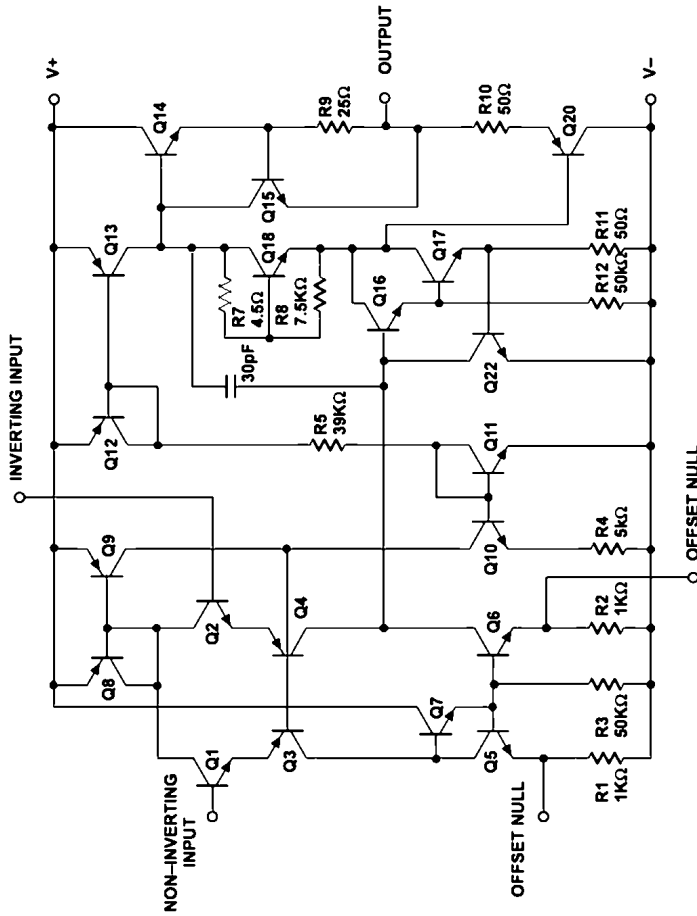 V+
INVERTING INPUT
NON–INVERTING
INPUT
OFFSET NULL
OFFSET NULL
OUTPUT
V–
Q8
Q9
Q12
Q13
Q14
Q1
Q2
Q3
Q4
Q15
R9
25Ω
R7
4.5Ω
Q18
R8
7.5KΩ
30pF
R5
39KΩ
Q16
Q17
R10
50Ω
Q20
Q7
Q5
Q6
Q10
Q11
Q22
R1
1KΩ
R3
50KΩ
R2
1KΩ
R4
5kΩ
R12
50kΩ
R11
50Ω